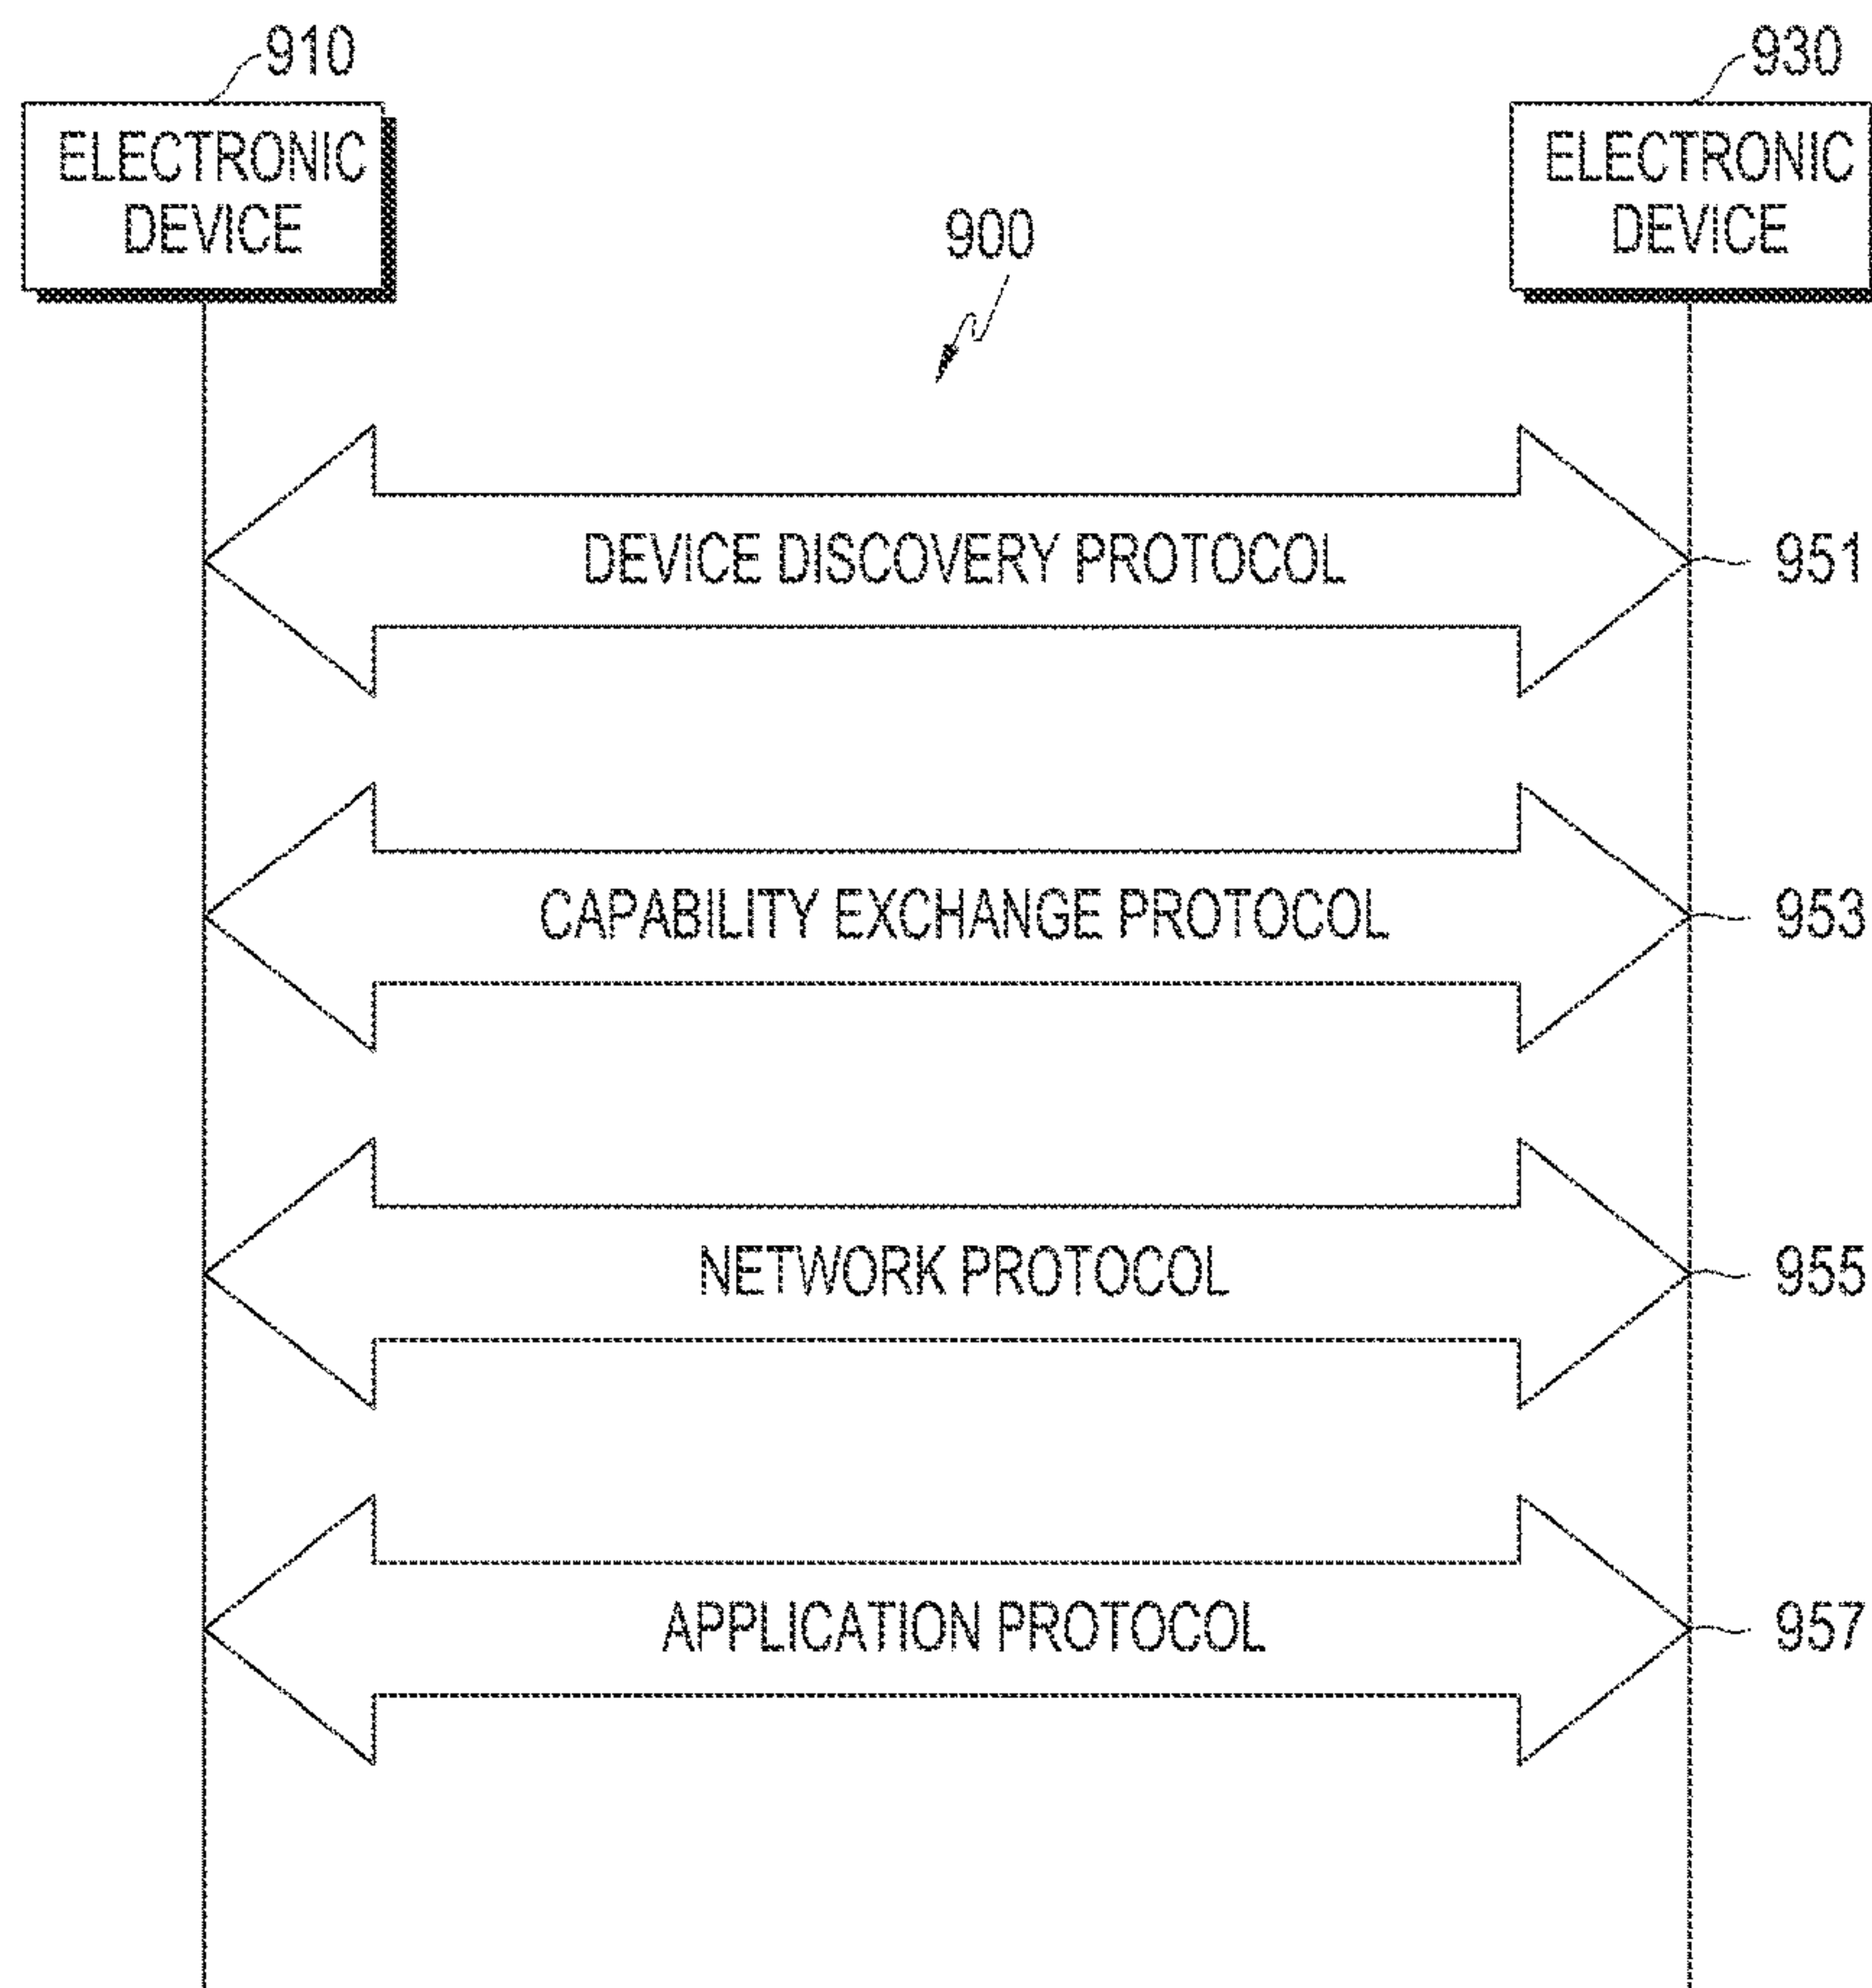 910
930
ELECTRONIC
DEVICE
ELECTRONIC
DEVICE
900
DEVICE DISCOVERY PROTOCOL
951
CAPABILITY EXCHANGE PROTOCOL
953
NETWORK PROTOCOL
955
APPLICATION PROTOCOL
957